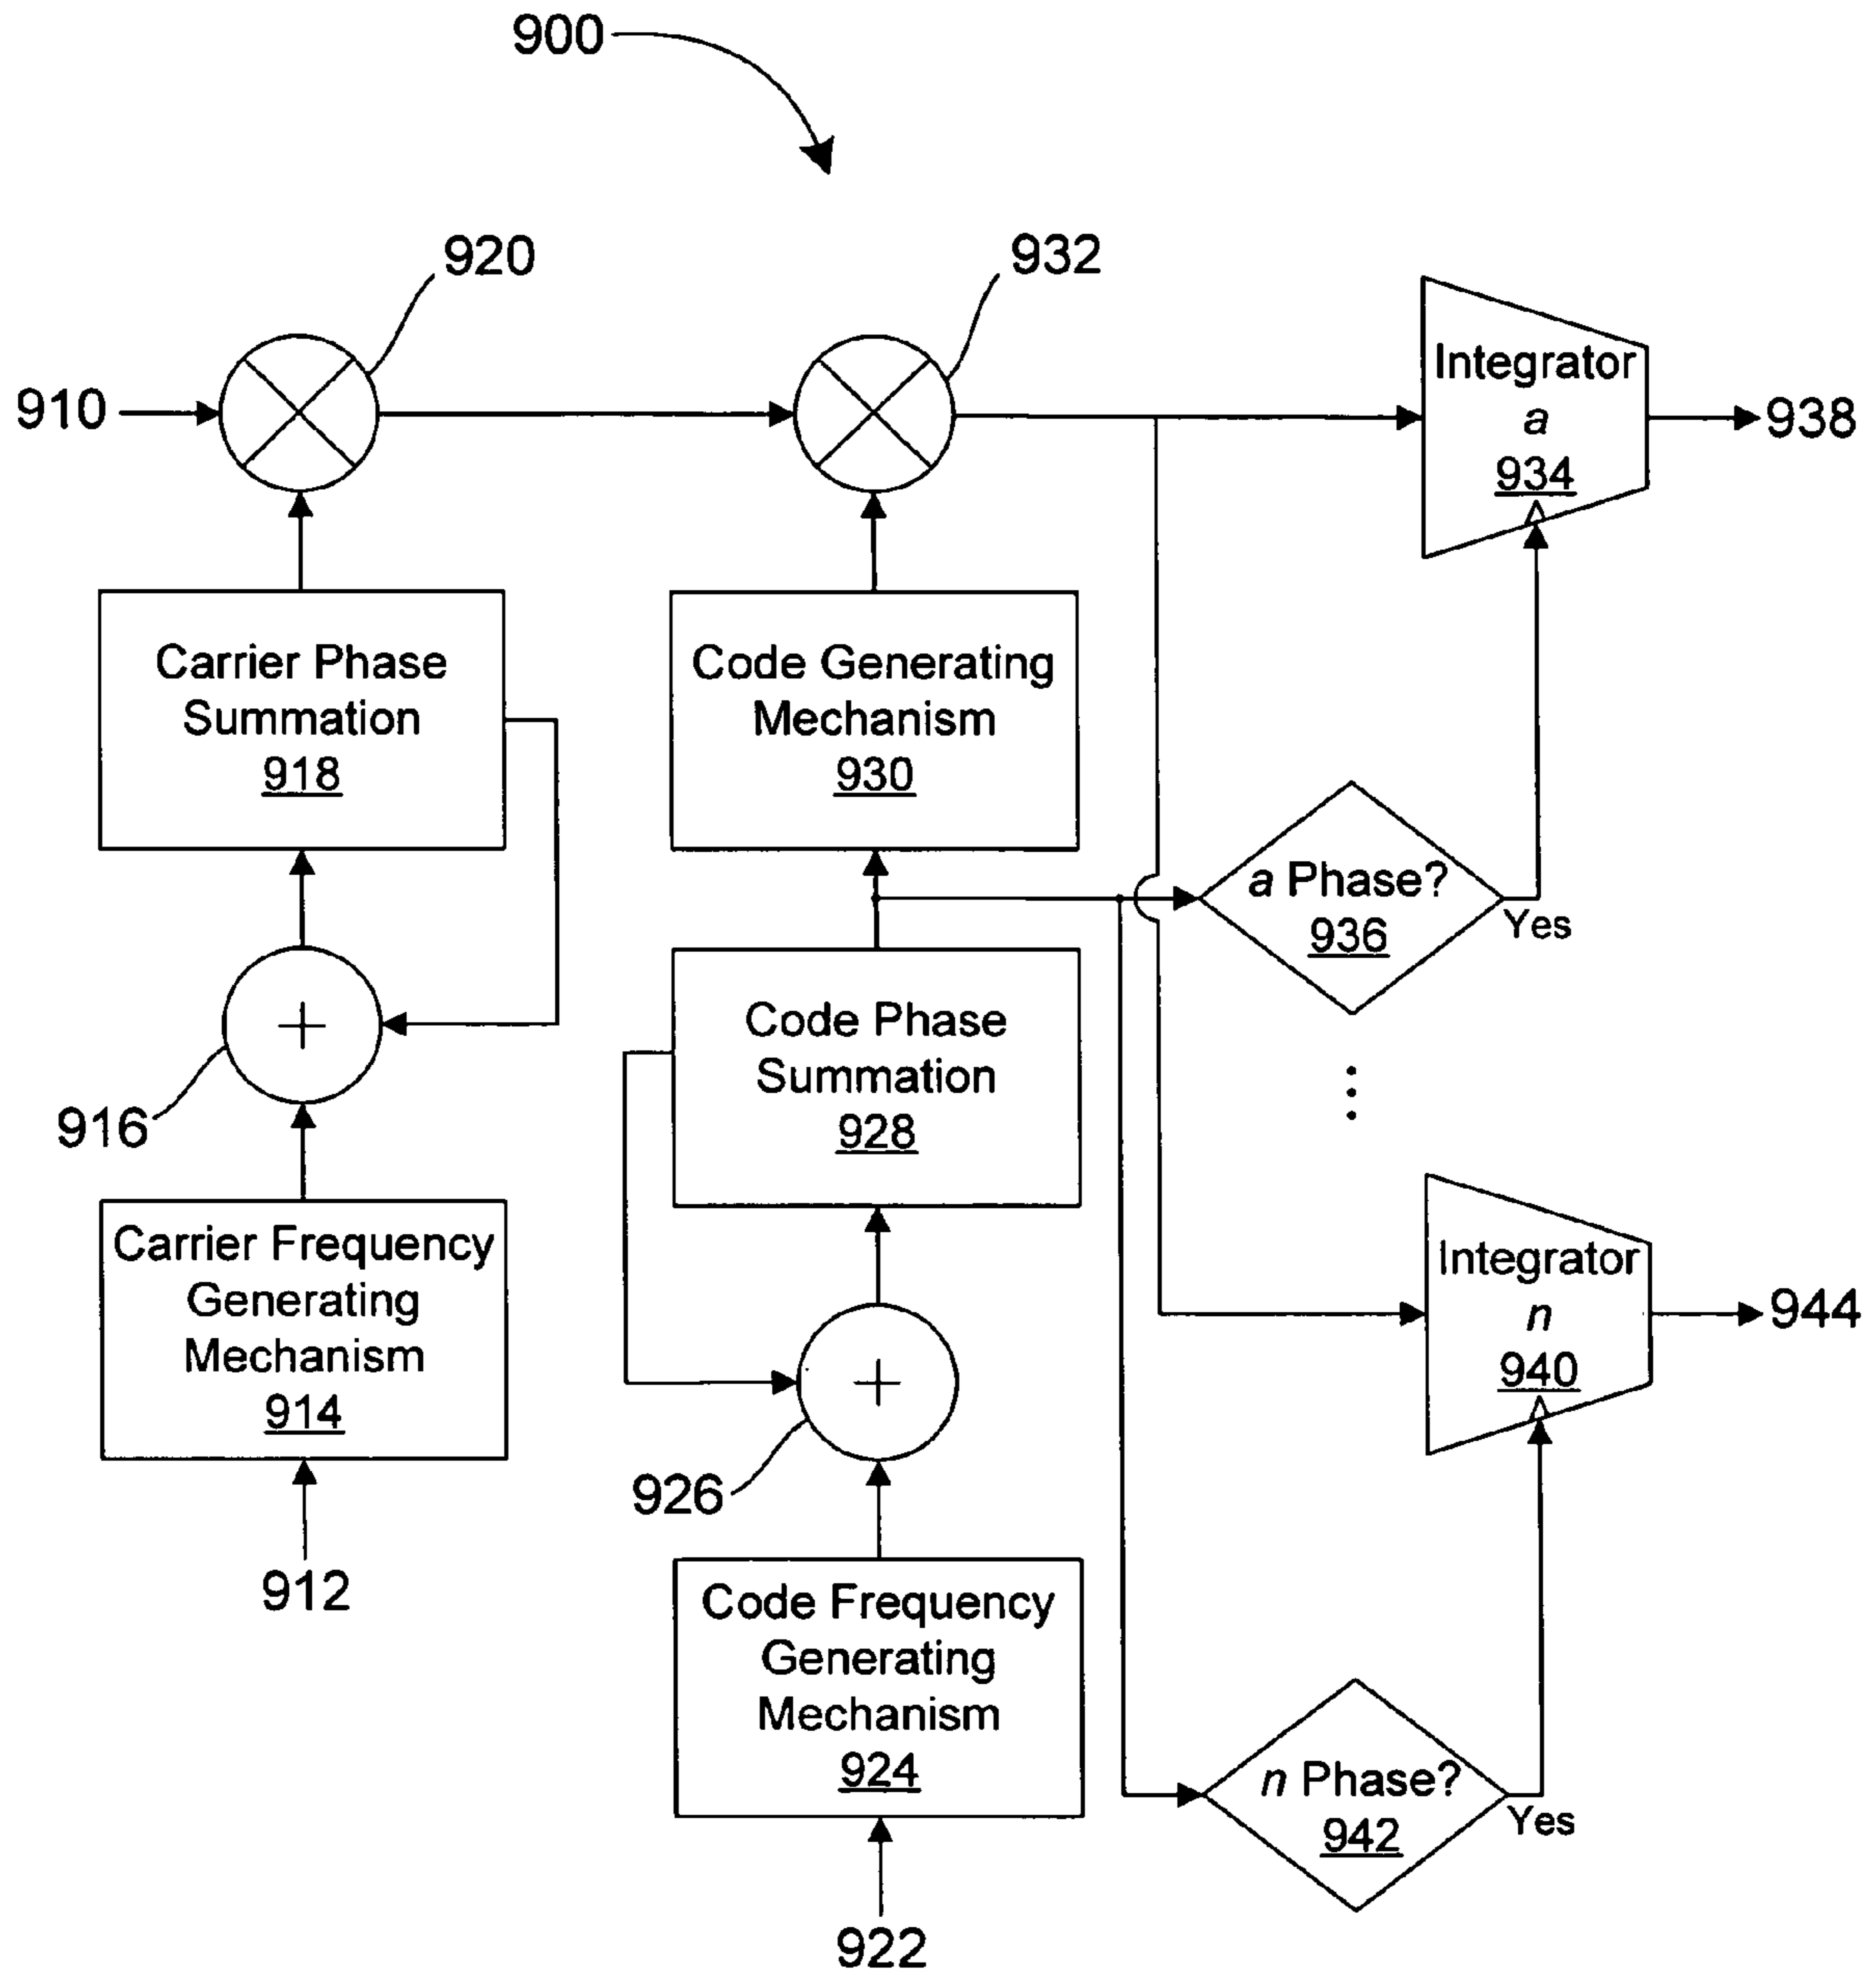 900
920
932
910
Integrator
a
934
938
Carrier Phase
Summation
918
Code Generating
Mechanism
930
a Phase?
936
Yes
916
Code Phase
Summation
928
Carrier Frequency
Generating
Mechanism
914
Integrator
n
940
944
926
912
Code Frequency
Generating
Mechanism
924
n Phase?
942
Yes
922